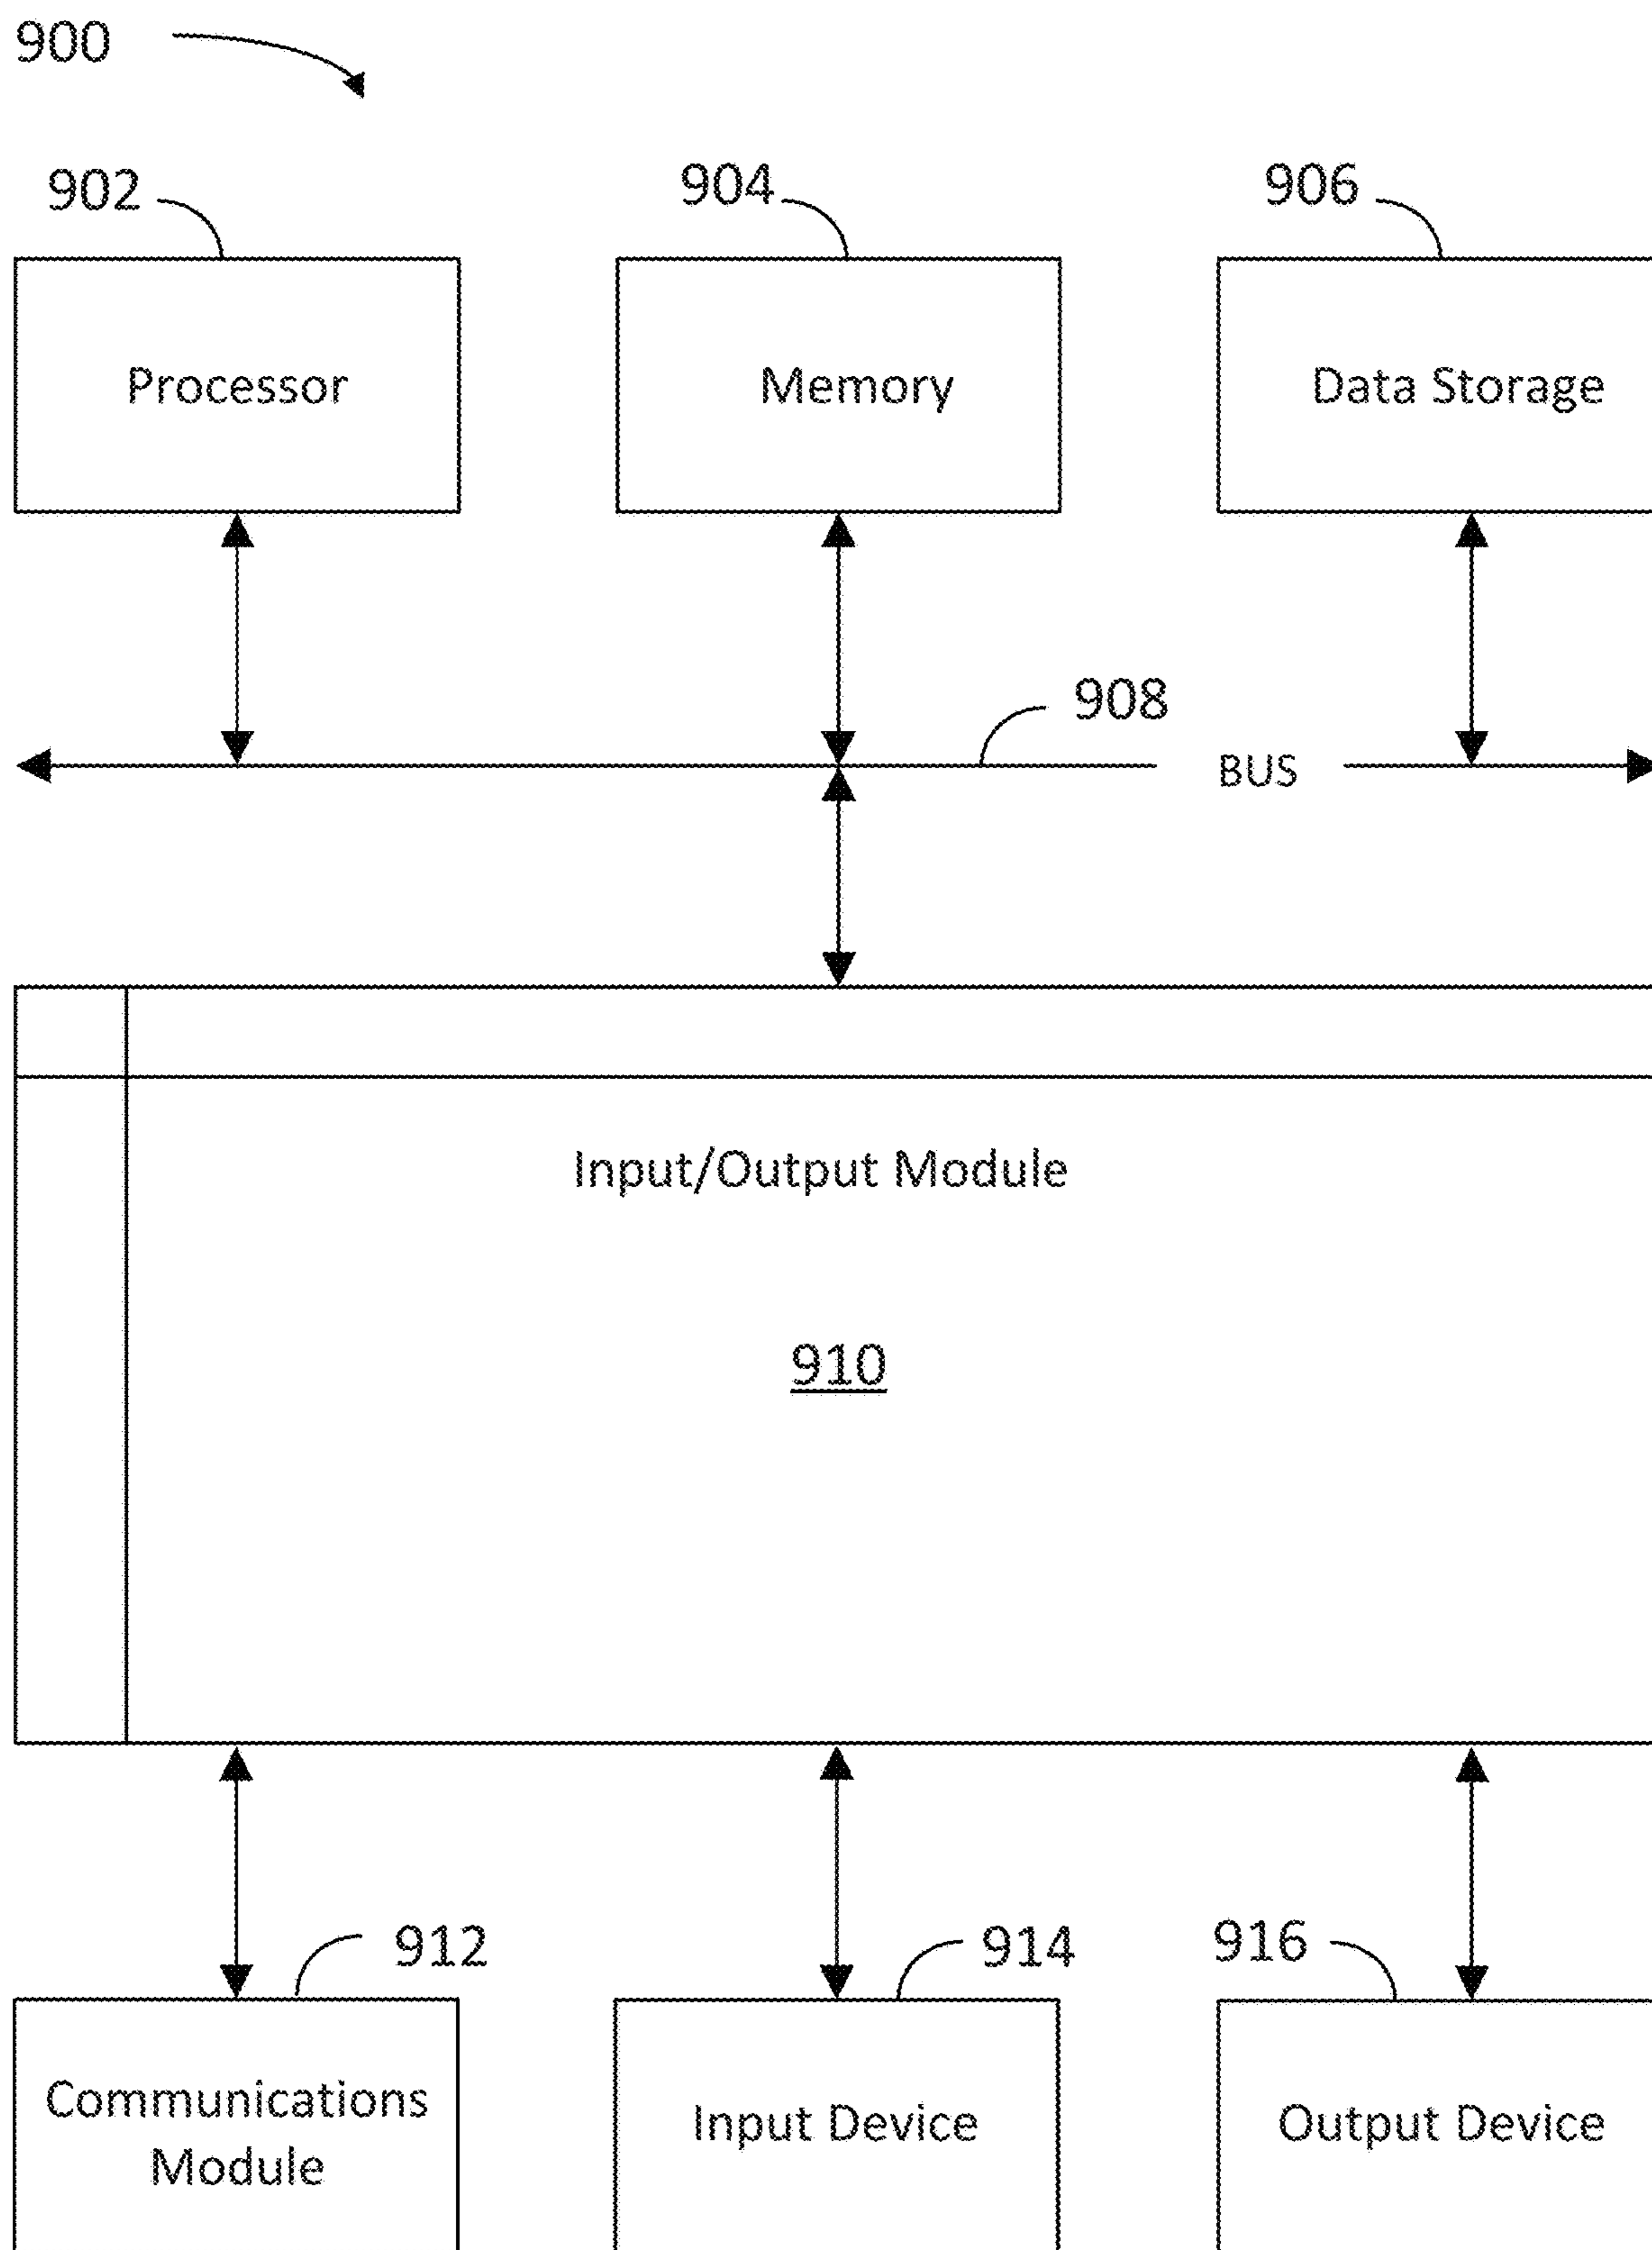 900
902
904
906
Processor
Memory
Data Storage
908
BUS
Input/Output Module
910
912
914
916
Communications
Module
Input Device
Output Device